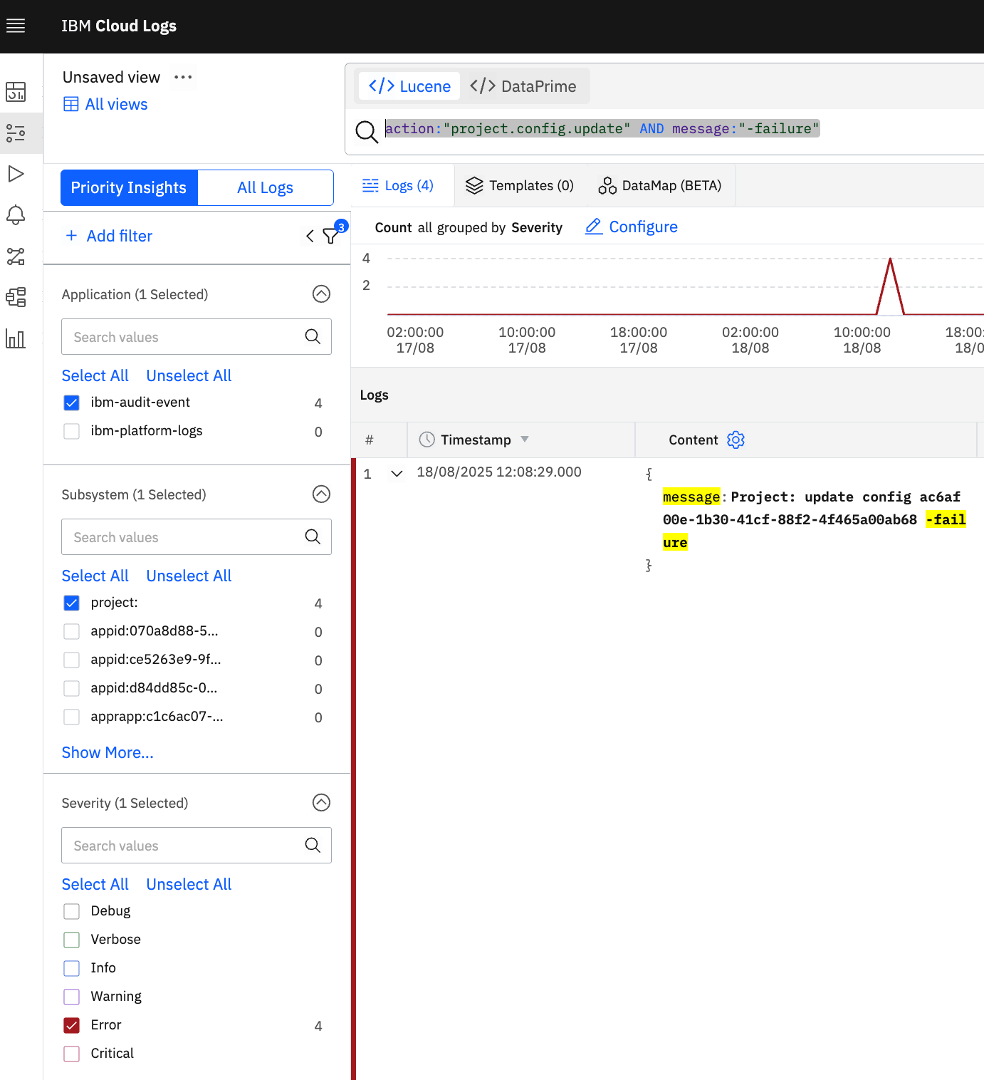 IBM Cloud Logs
Unsaved view ...
All views
</> Lucene </> DataPrime
action:"project.config.update" AND message:"-failure"
Priority Insights All Logs
Logs (4) Templates (0) DataMap (BETA)
+ Add filter 3
Count all grouped by Severity Configure
4
2
02:00:00 10:00:00 18:00:00 02:00:00 10:00:00 18:00:
17/08 17/08 17/08 18/08 18/08 18/0
Application (1 Selected)
Search values
Select All Unselect All
ibm-audit-event 4
ibm-platform-logs 0
Subsystem (1 Selected)
Search values
Select All Unselect All
project: 4
appid:070a8d88-5... 0
appid:ce5263e9-9f... 0
appid:d84dd85c-0... 0
apprapp:c1c6ac07-... 0
Show More...
Severity (1 Selected)
Search values
Select All Unselect All
Debug
Verbose
Info
Warning
Error 4
Critical
Logs
# Timestamp Content
1 18/08/2025 12:08:29.000 {
message:Project: update config ac6af
00e-1b30-41cf-88f2-4f465a00ab68 -fail
ure
}